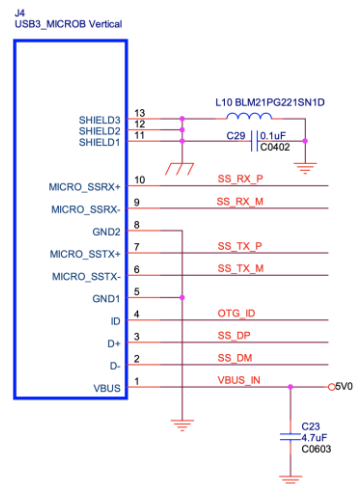 J4
USB3_MICROB Vertical
L10 BLM21PG221SN1D
SHIELD3 13
SHIELD2 12
SHIELD1 11
C29 0.1uF
C0402
MICRO_SSRX+ 10 SS_RX_P
MICRO_SSRX- 9 SS_RX_M
GND2 8
MICRO_SSTX+ 7 SS_TX_P
MICRO_SSTX- 6 SS_TX_M
GND1 5
ID 4 OTG_ID
D+ 3 SS_DP
D- 2 SS_DM
VBUS 1 VBUS_IN 5V0
C23
4.7uF
C0603